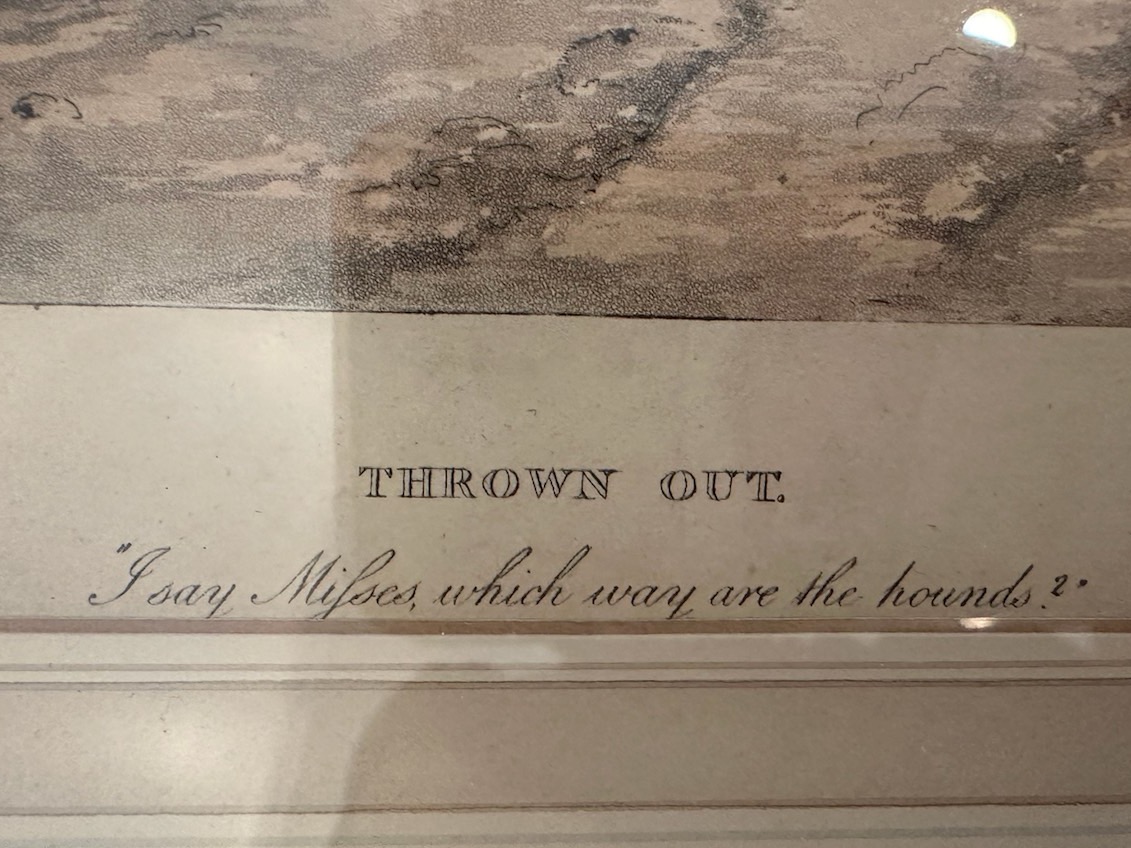 THROWN OUT.
"I say Miſses, which way are the hounds?"